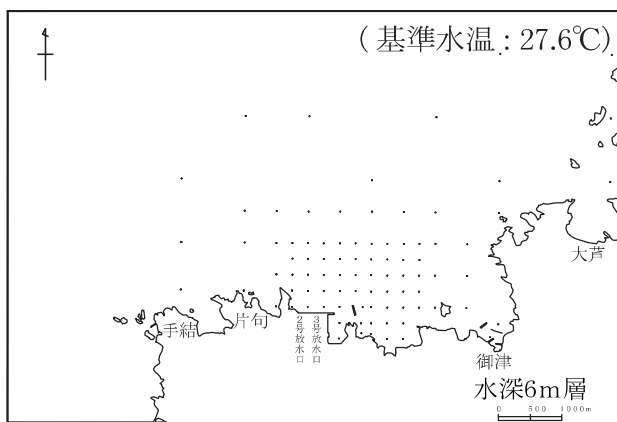 (基準水温:27.6℃)
大芦
手結
片句
2号放水口
3号放水口
御津
水深6m層
0 500 1000m